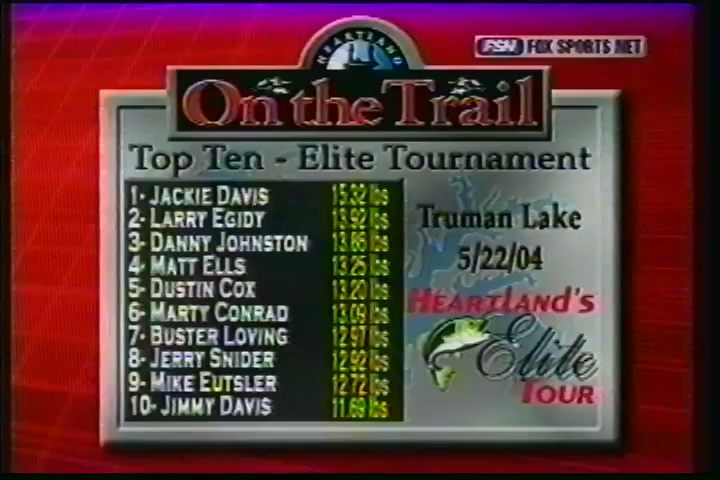 HEARTLAND
FSN FOX SPORTS NET
On the Trail
Top Ten - Elite Tournament
1- JACKIE DAVIS 15.32 lbs
2- LARRY EGIDY 13.92 lbs
3- DANNY JOHNSTON 13.86 lbs
4- MATT ELLS 13.25 lbs
5- DUSTIN COX 13.20 lbs
6- MARTY CONRAD 13.09 lbs
7- BUSTER LOVING 12.97 lbs
8- JERRY SNIDER 12.92 lbs
9- MIKE EUTSLER 12.72 lbs
10- JIMMY DAVIS 11.69 lbs
Truman Lake
5/22/04
HEARTLAND'S
Elite
TOUR